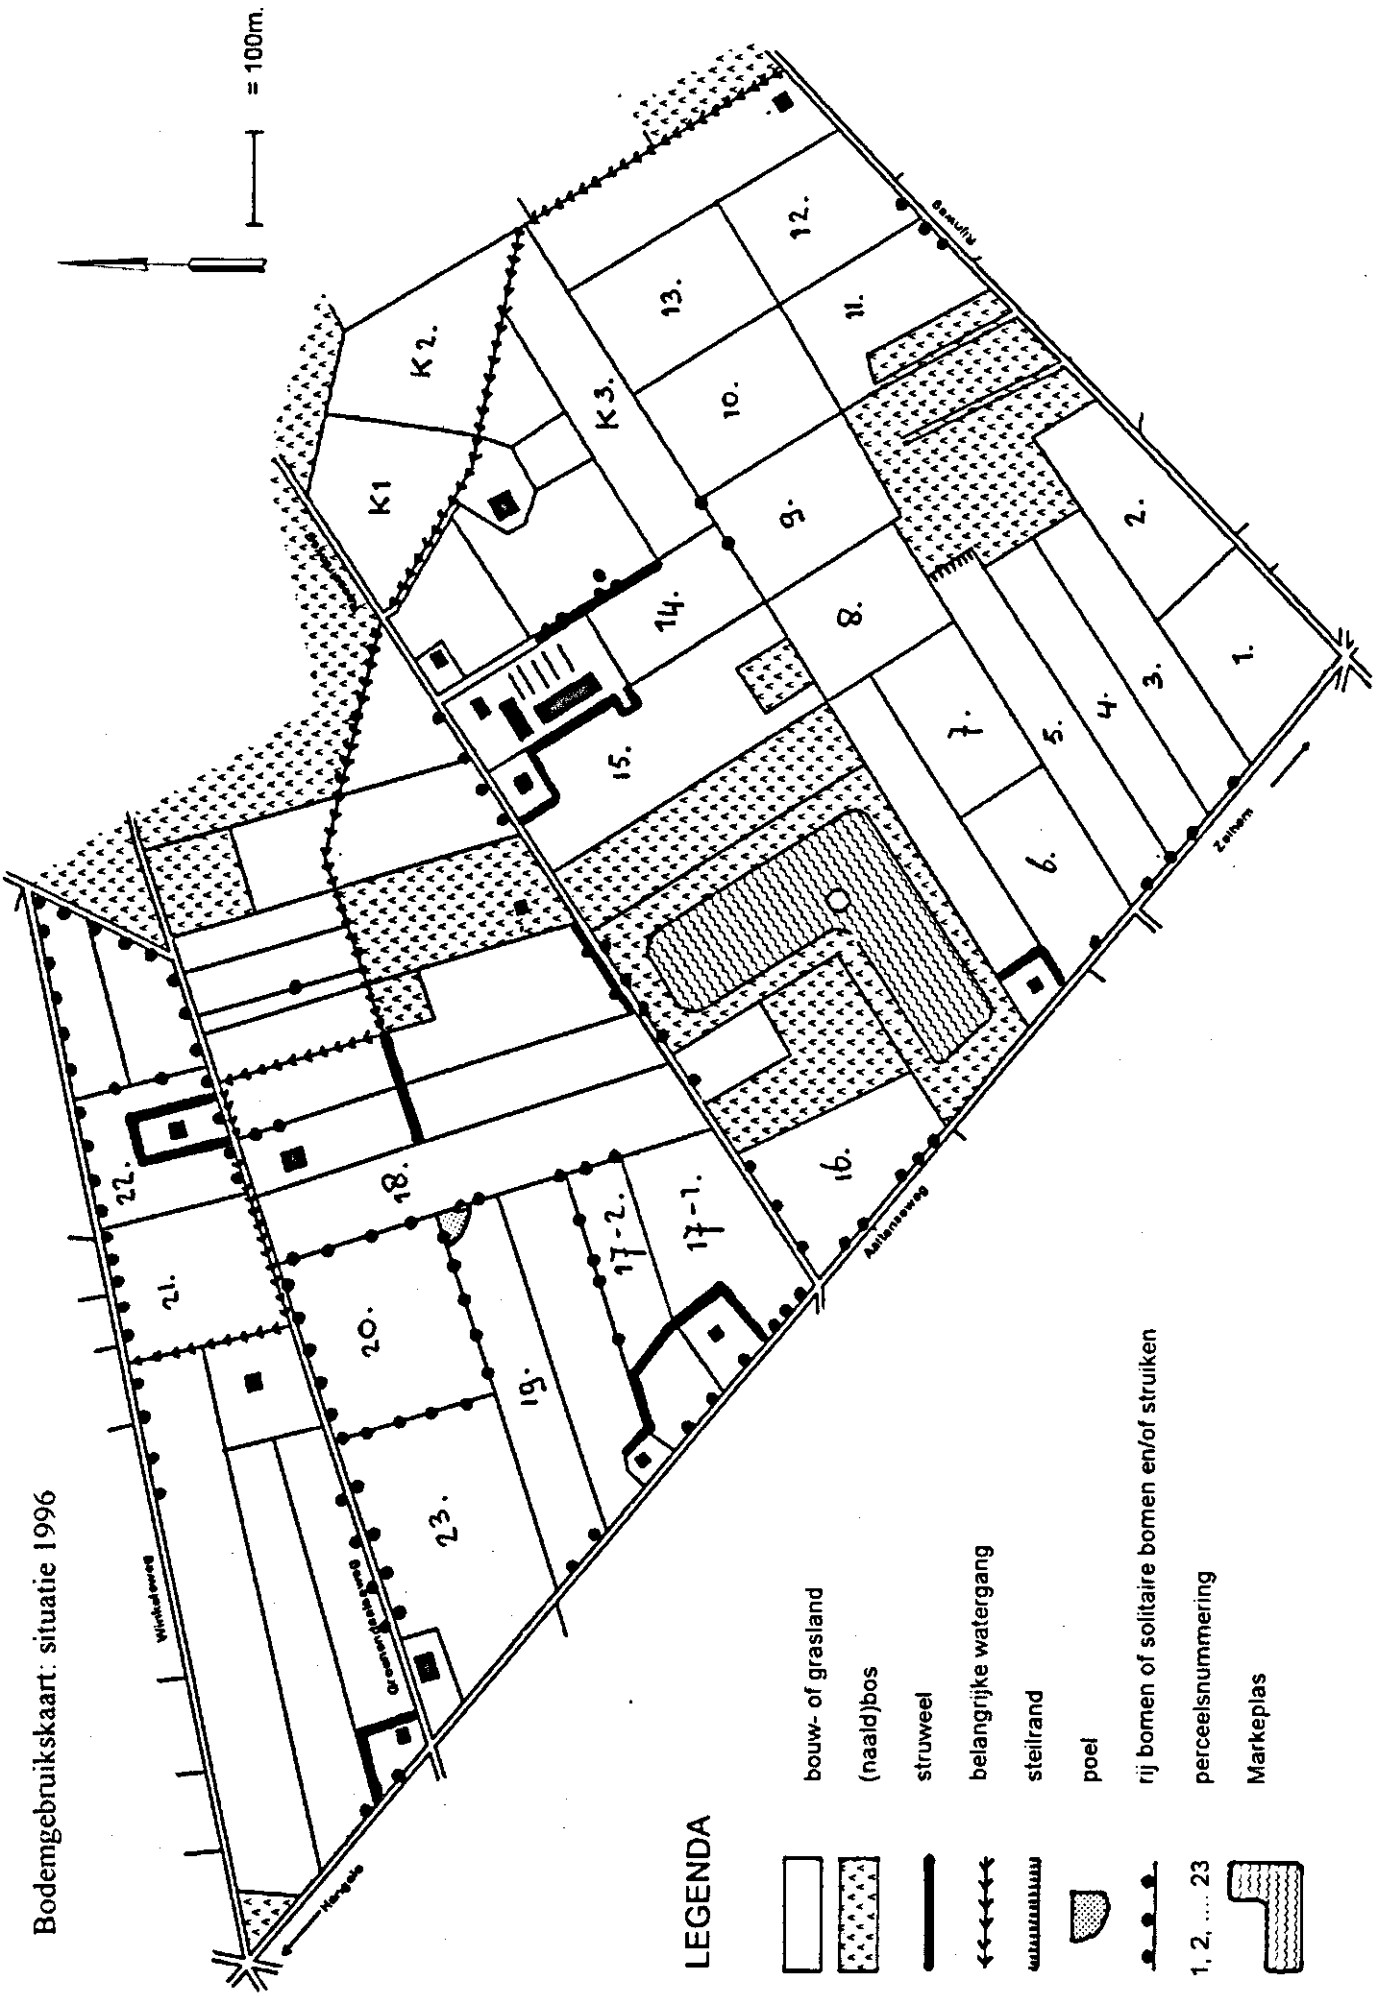 Bodemgebruikskaart: situatie 1996
= 100m.
Winkelsweg
Groenendaalseweg
Hengelo
Aaltenseweg
Zelhem
Rijnweg
K1
K2.
K3.
1.
2.
3.
4.
5.
6.
7.
8.
9.
10.
11.
12.
13.
14.
15.
16.
17-1.
17-2.
18.
19.
20.
21.
22.
23.
LEGENDA
bouw- of grasland
(naald)bos
struweel
belangrijke watergang
steilrand
poel
rij bomen of solitaire bomen en/of struiken
1, 2, .... 23 perceelsnummering
Markeplas